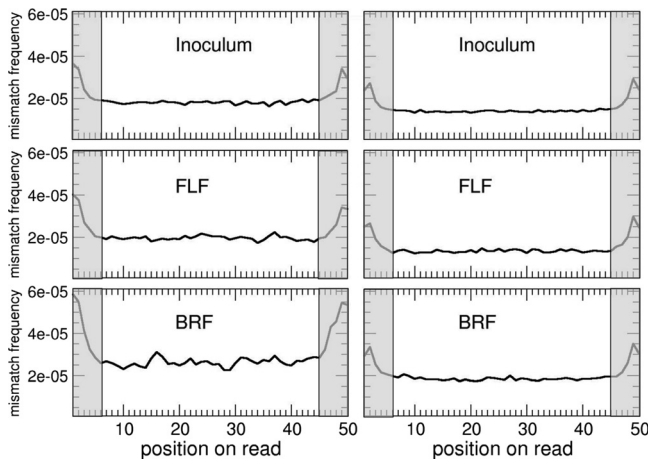 6e-05
4e-05
2e-05
mismatch frequency
Inoculum
Inoculum
6e-05
4e-05
2e-05
mismatch frequency
FLF
FLF
6e-05
4e-05
2e-05
mismatch frequency
BRF
BRF
10 20 30 40 50 10 20 30 40 50
position on read position on read